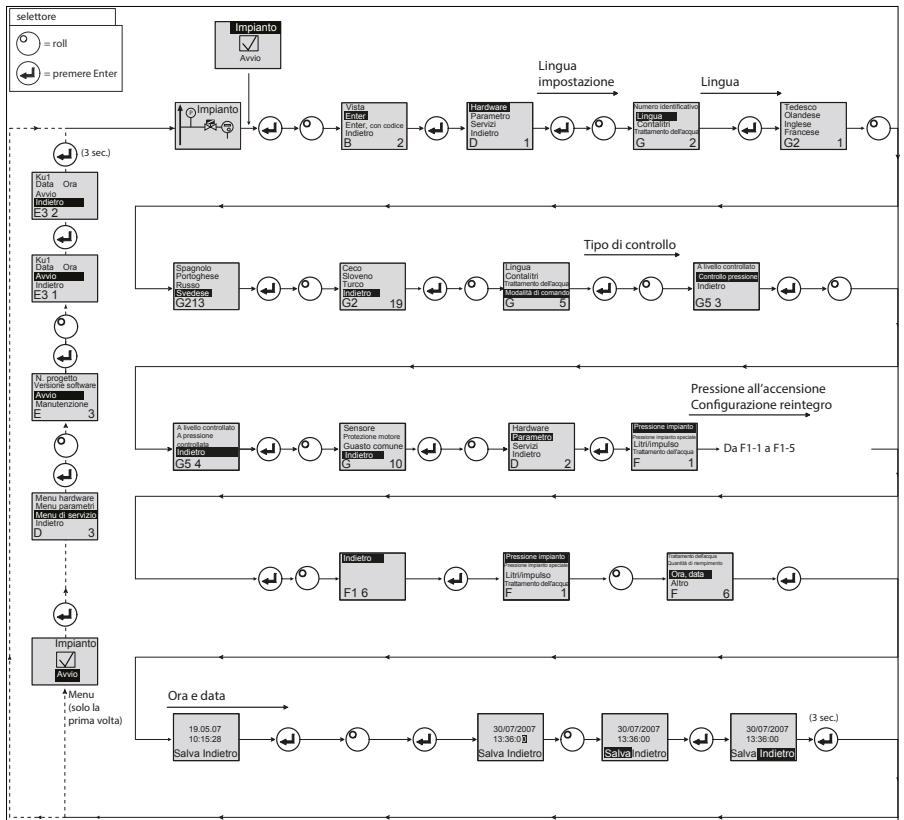 selettore
= roll
= premere Enter
Impianto
Avvio
Lingua
impostazione
Lingua
Impianto
P
Vista
Enter
Enter, con codice
Indietro
B 2
Hardware
Parametro
Servizi
Indietro
D 1
Numero identificativo
Lingua
Contalitri
Trattamento dell'acqua
G 2
Tedesco
Olandese
Inglese
Francese
G2 1
(3 sec.)
Ku1
Data Ora
Avvio
Indietro
E3 2
Ku1
Data Ora
Avvio
Indietro
E3 1
Tipo di controllo
Spagnolo
Portoghese
Russo
Svedese
G213
Ceco
Sloveno
Turco
Indietro
G2 19
Lingua
Contalitri
Trattamento dell'acqua
Modalità di comando
G 5
A livello controllato
Controllo pressione
Indietro
G5 3
N. progetto
Versione software
Avvio
Manutenzione
E 3
Pressione all'accensione
Configurazione reintegro
A livello controllato
A pressione
controllata
Indietro
G5 4
Sensore
Protezione motore
Guasto comune
Indietro
G 10
Hardware
Parametro
Servizi
Indietro
D 2
Pressione impianto
Pressione impianto speciale
Litri/impulso
Trattamento dell'acqua
F 1
Da F1-1 a F1-5
Menu hardware
Menu parametri
Menu di servizio
Indietro
D 3
Indietro
F1 6
Pressione impianto
Pressione impianto speciale
Litri/impulso
Trattamento dell'acqua
F 1
Trattamento dell'acqua
Quantità di riempimento
Ora, data
Altro
F 6
Impianto
Avvio
Menu
(solo la
prima volta)
Ora e data
19.05.07
10:15:28
Salva Indietro
30/07/2007
13:36:00
Salva Indietro
30/07/2007
13:36:00
Salva Indietro
30/07/2007
13:36:00
Salva Indietro
(3 sec.)